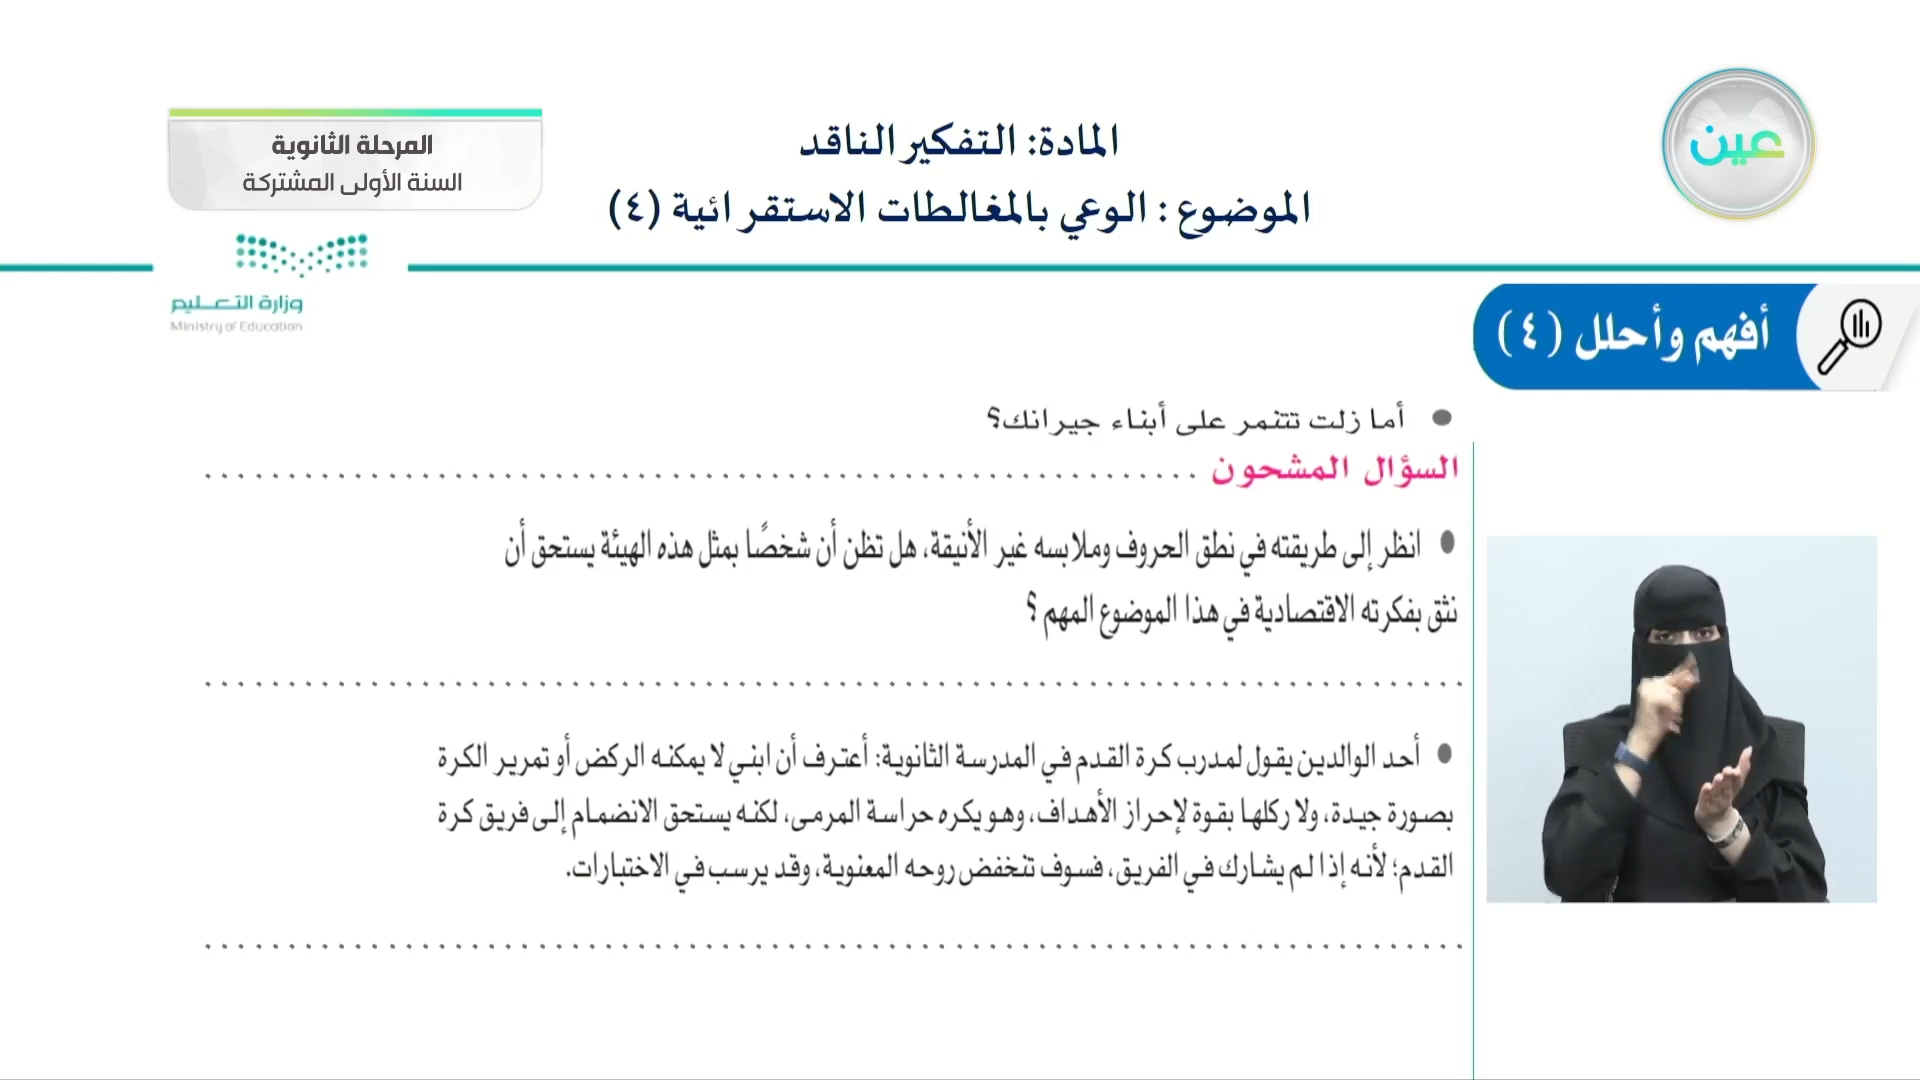 المرحلة الثانوية
السنة الأولى المشتركة
المادة: التفكير الناقد
الموضوع : الوعي بالمغالطات الاستقرائية (٤)
عين
وزارة التعليم
Ministry of Education
أفهم وأحلل (٤)
● أما زلت تتنمر على أبناء جيرانك؟
السؤال المشحون
● انظر إلى طريقته في نطق الحروف وملابسه غير الأنيقة، هل تظن أن شخصًا بمثل هذه الهيئة يستحق أن
نثق بفكرته الاقتصادية في هذا الموضوع المهم ؟
● أحد الوالدين يقول لمدرب كرة القدم في المدرسة الثانوية: أعترف أن ابني لا يمكنه الركض أو تمرير الكرة
بصورة جيدة، ولا ركلها بقوة لإحراز الأهداف، وهو يكره حراسة المرمى، لكنه يستحق الانضمام إلى فريق كرة
القدم؛ لأنه إذا لم يشارك في الفريق، فسوف تنخفض روحه المعنوية، وقد يرسب في الاختبارات.